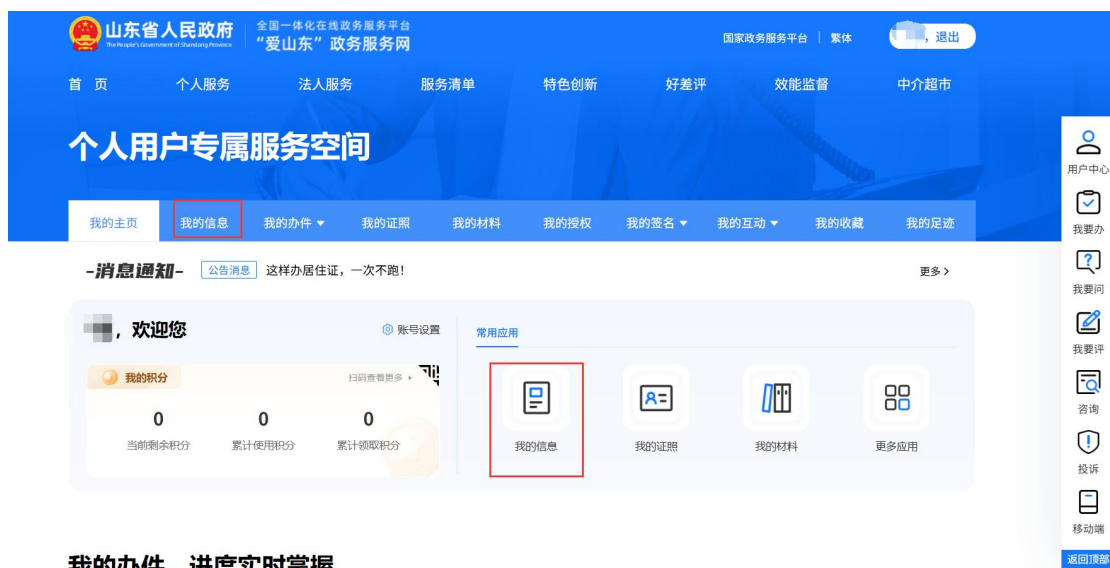 山东省人民政府
The People's Government of Shandong Province
全国一体化在线政务服务平台
“爱山东”政务服务网
国家政务服务平台 | 繁体
，退出
首 页 个人服务 法人服务 服务清单 特色创新 好差评 效能监督 中介超市
个人用户专属服务空间
我的主页 我的信息 我的办件 我的证照 我的材料 我的授权 我的签名 我的互动 我的收藏 我的足迹
-消息通知- 公告消息 这样办居住证，一次不跑！ 更多
，欢迎您 账号设置
常用应用
我的积分 扫码查看更多
0 0 0
当前剩余积分 累计使用积分 累计领取积分
我的信息 我的证照 我的材料 更多应用
我的办件，进度实时掌握
用户中心
我要办
我要问
我要评
咨询
投诉
移动端
返回顶部